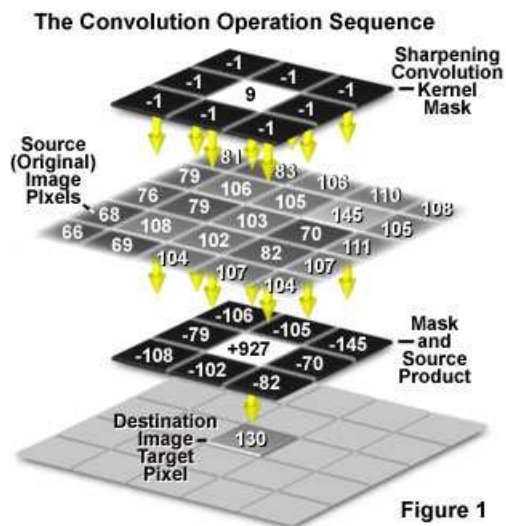 The Convolution Operation Sequence
-1
-1 -1
-1 9 -1
-1 -1
-1
Sharpening
Convolution
Kernel
Mask
Source
(Original)
Image
Pixels
81 83 106 110 108
79 106 105 145 105
76 79 103 70 111
68 108 102 82 107
66 69 104 107 104
-106 -105 -145
-79 +927 -70
-108 -102 -82
Mask
and
Source
Product
Destination
Image
Target
Pixel
130
Figure 1